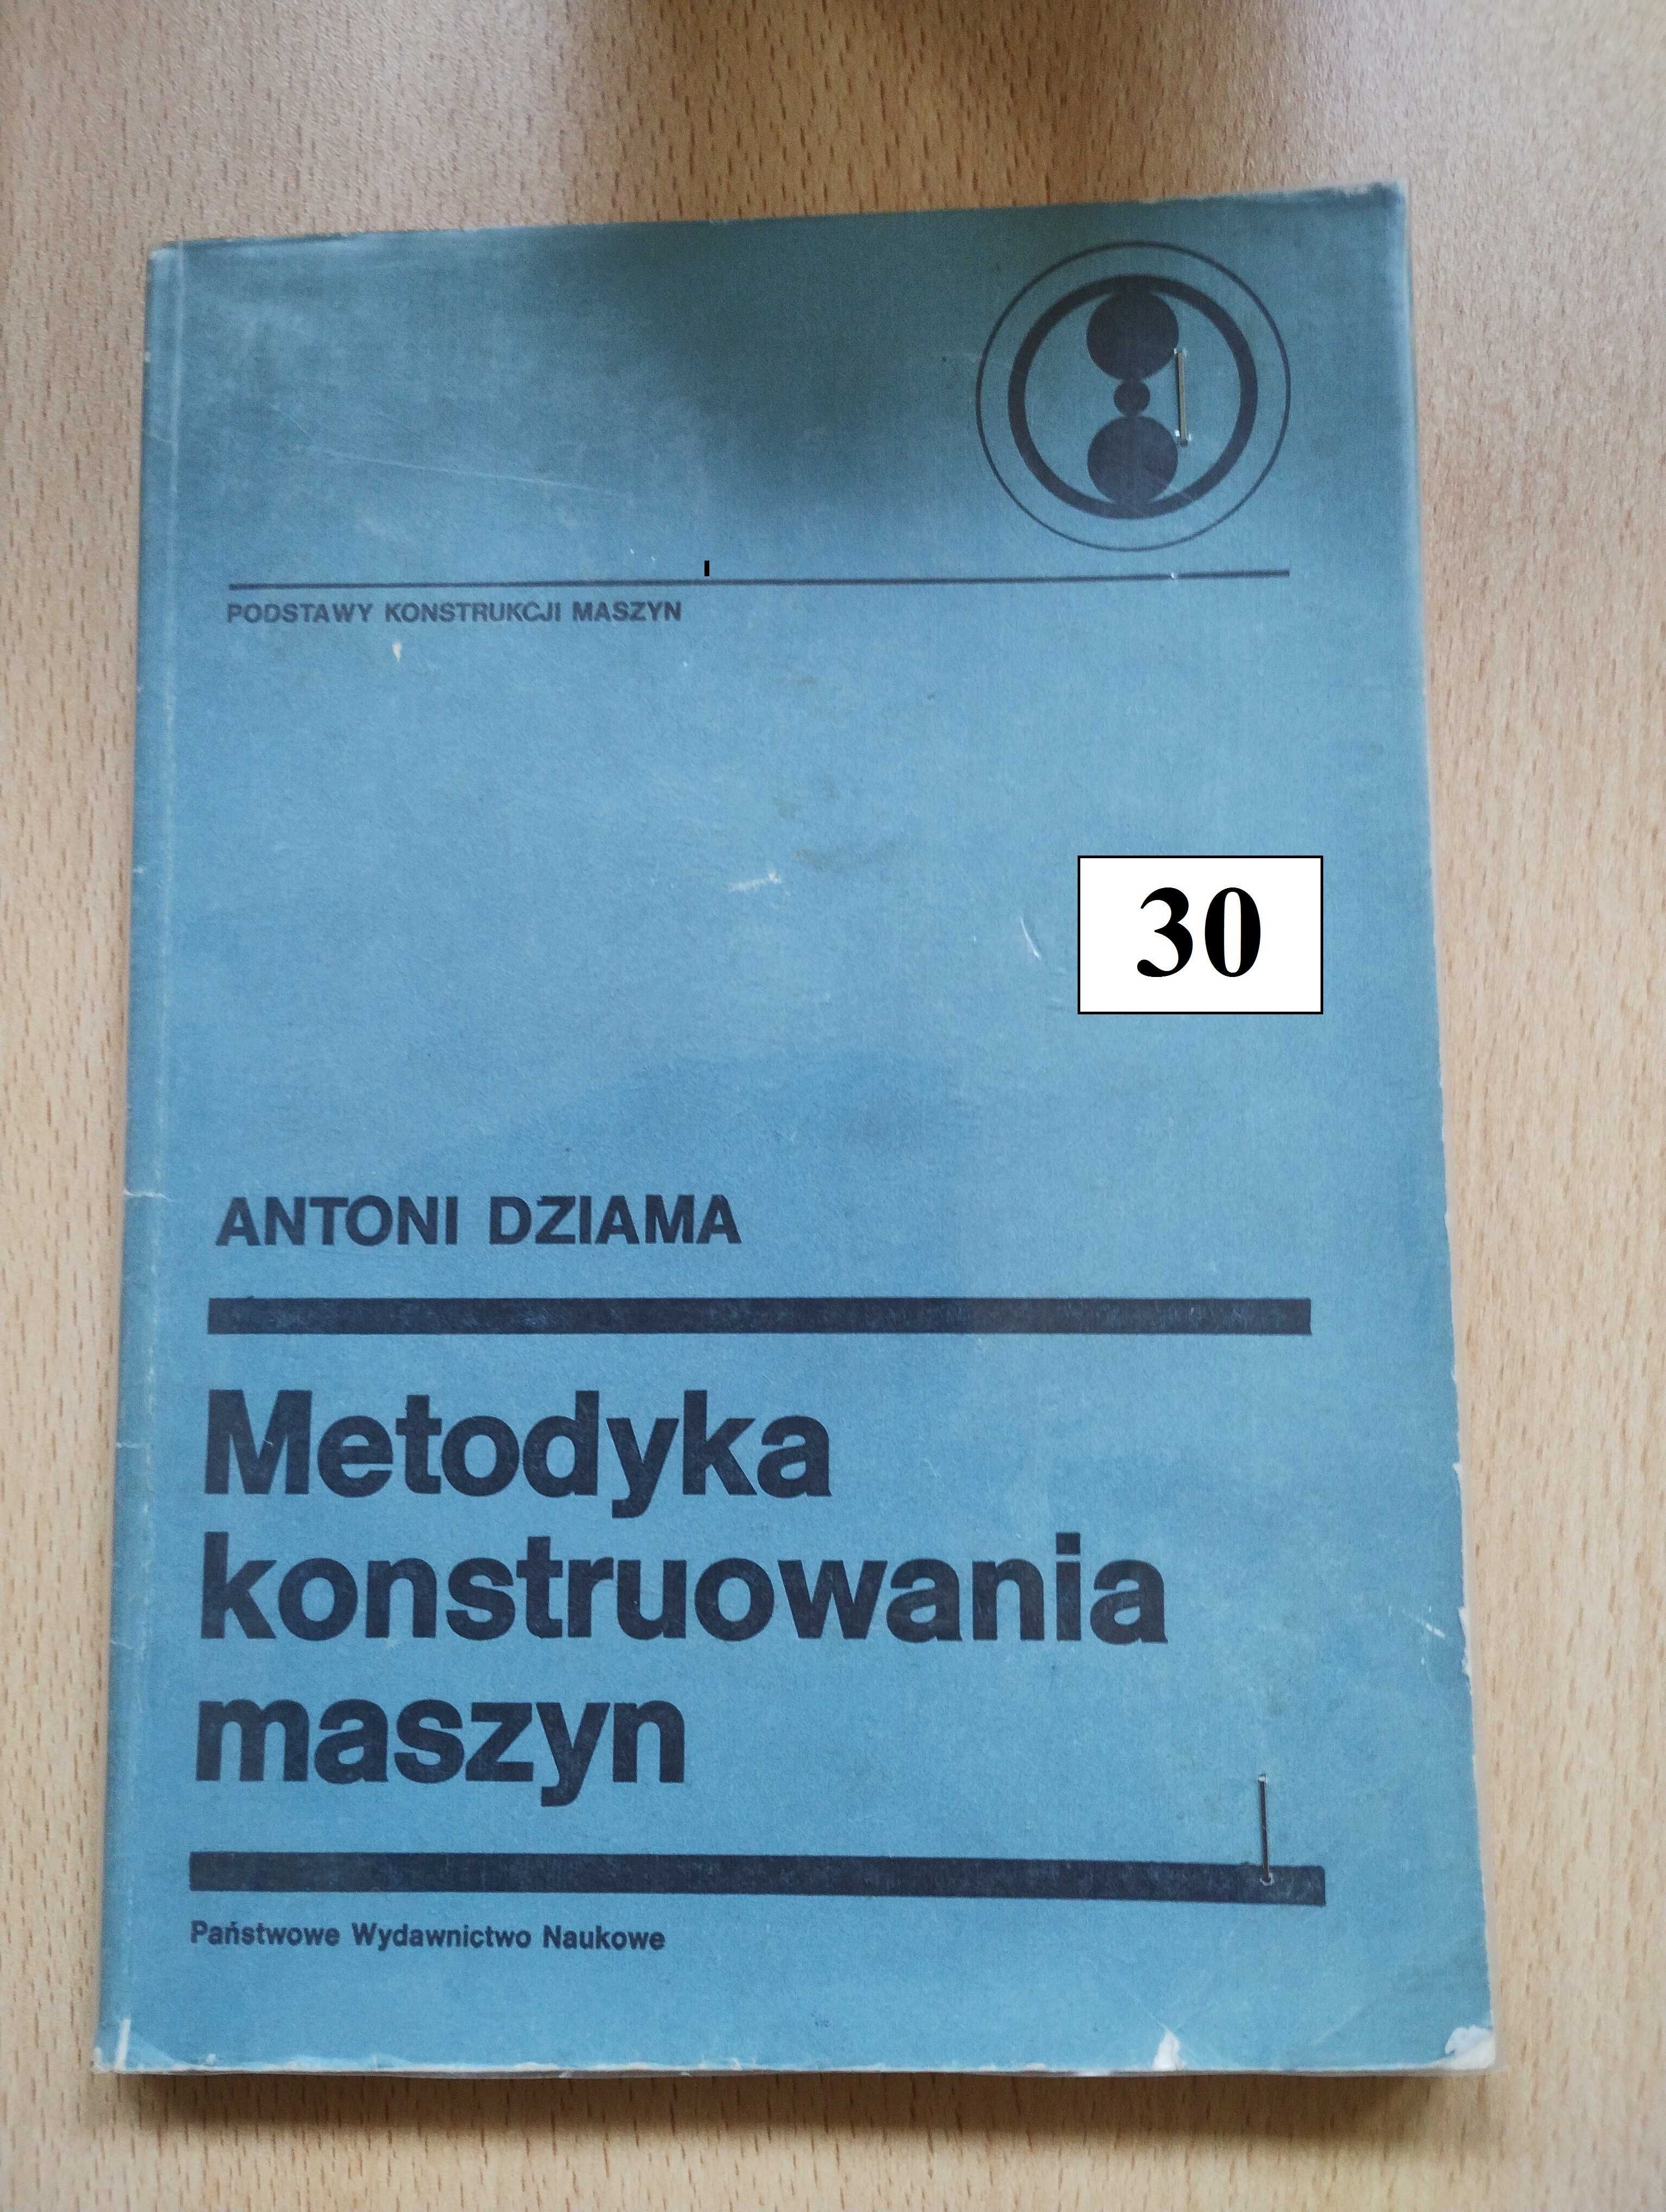 PODSTAWY KONSTRUKCJI MASZYN
30
ANTONI DZIAMA
Metodyka
konstruowania
maszyn
Państwowe Wydawnictwo Naukowe